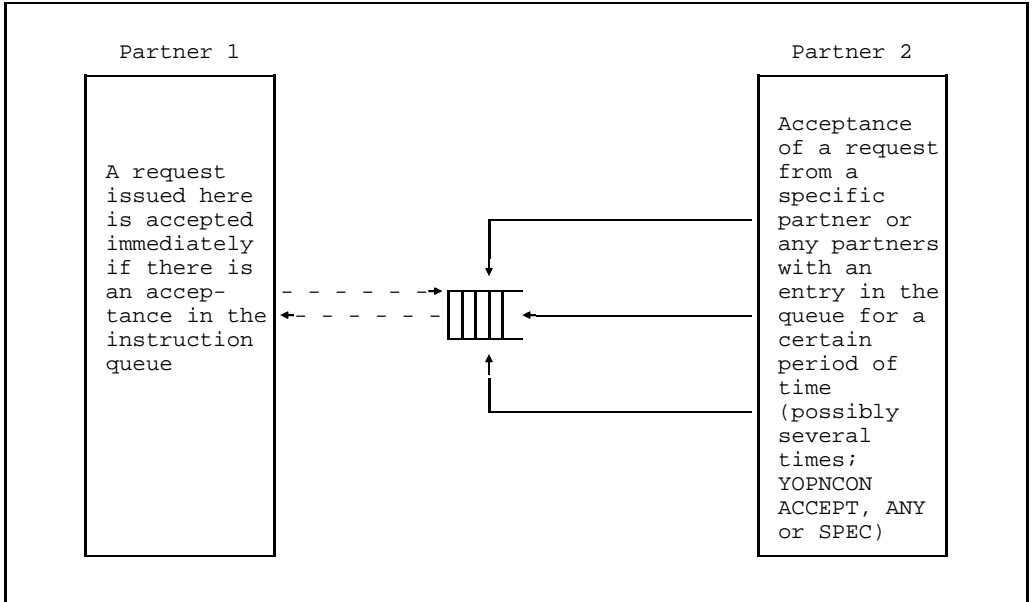 Partner 1
Partner 2
A request
issued here
is accepted
immediately
if there is
an accep-
tance in the
instruction
queue
Acceptance
of a request
from a
specific
partner or
any partners
with an
entry in the
queue for a
certain
period of
time
(possibly
several
times;
YOPNCON
ACCEPT, ANY
or SPEC)